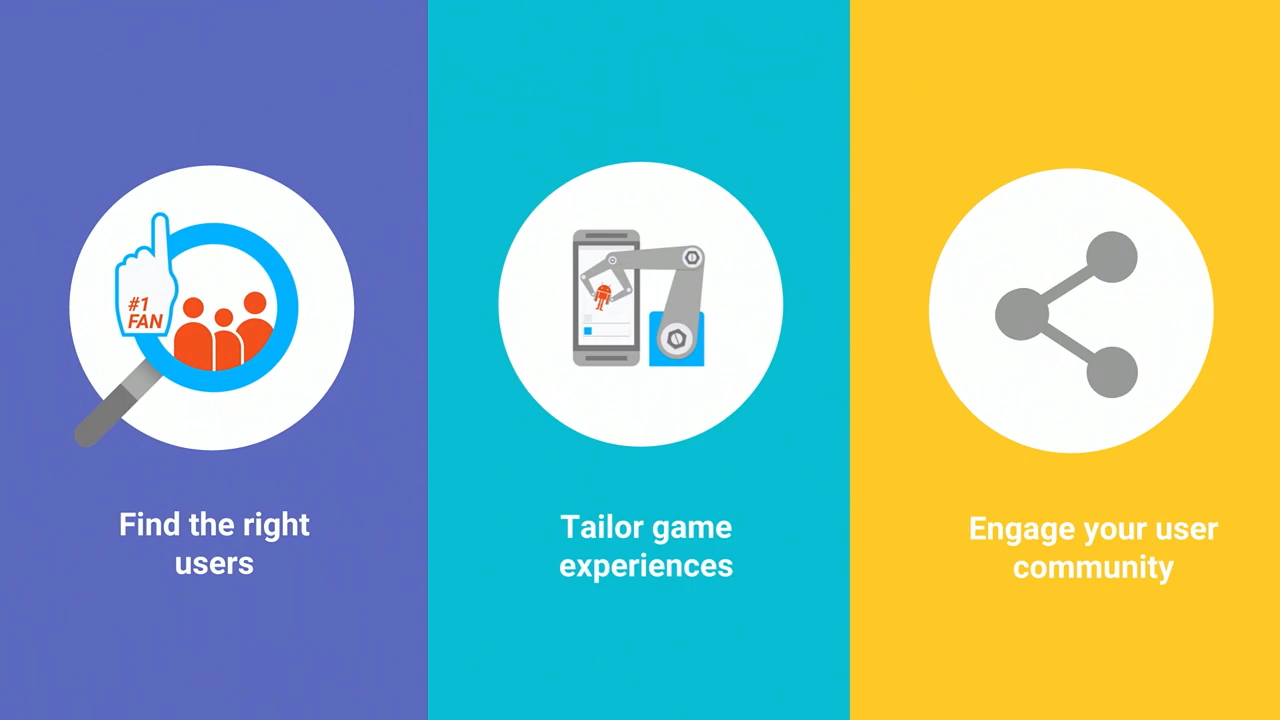 #1
FAN
Find the right
users
Tailor game
experiences
Engage your user
community